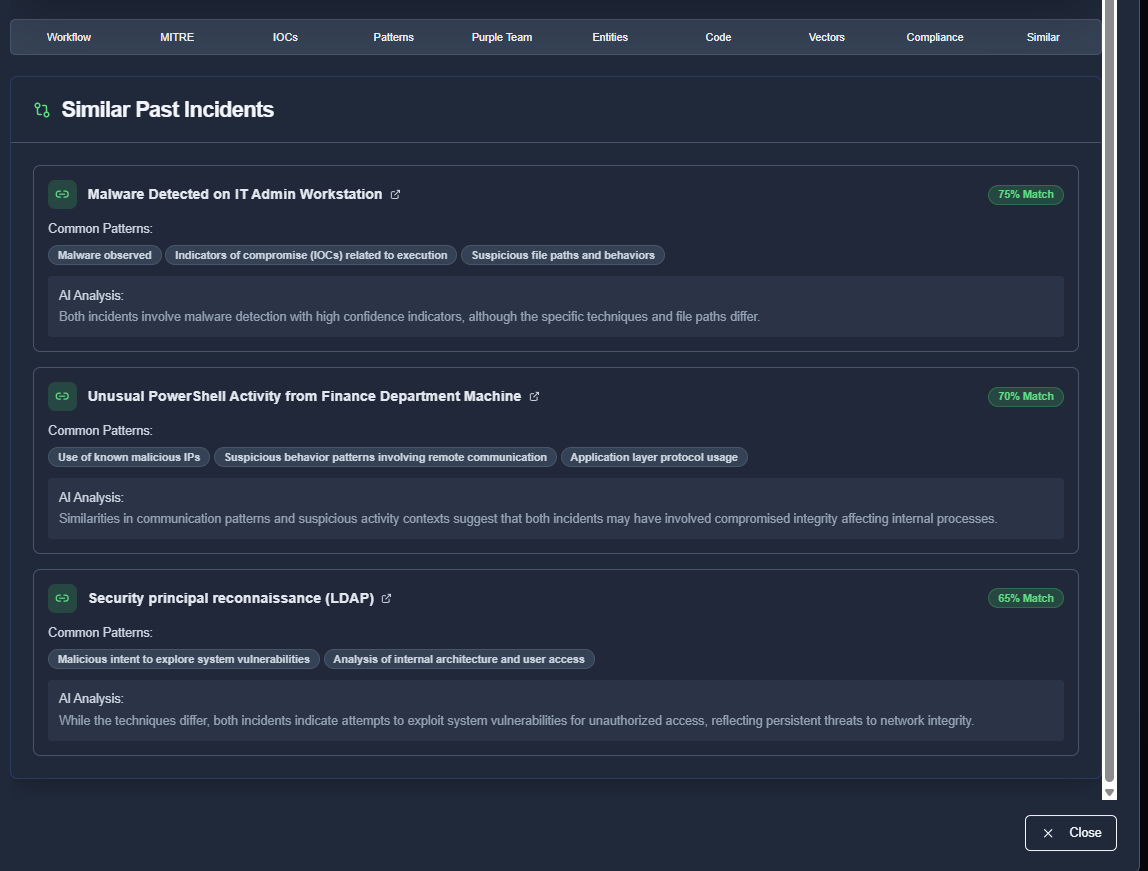 Workflow MITRE IOCs Patterns Purple Team Entities Code Vectors Compliance Similar
Similar Past Incidents
Malware Detected on IT Admin Workstation 75% Match
Common Patterns:
Malware observed Indicators of compromise (IOCs) related to execution Suspicious file paths and behaviors
AI Analysis:
Both incidents involve malware detection with high confidence indicators, although the specific techniques and file paths differ.
Unusual PowerShell Activity from Finance Department Machine 70% Match
Common Patterns:
Use of known malicious IPs Suspicious behavior patterns involving remote communication Application layer protocol usage
AI Analysis:
Similarities in communication patterns and suspicious activity contexts suggest that both incidents may have involved compromised integrity affecting internal processes.
Security principal reconnaissance (LDAP) 65% Match
Common Patterns:
Malicious intent to explore system vulnerabilities Analysis of internal architecture and user access
AI Analysis:
While the techniques differ, both incidents indicate attempts to exploit system vulnerabilities for unauthorized access, reflecting persistent threats to network integrity.
Close